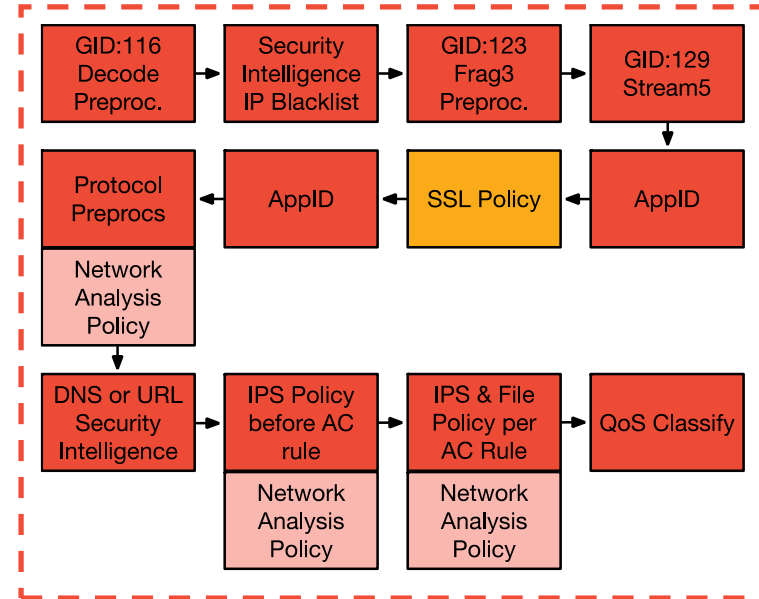 GID:116
Decode
Preproc.
Security
Intelligence
IP Blacklist
GID:123
Frag3
Preproc.
GID:129
Stream5
Protocol
Preprocs
AppID
SSL Policy
AppID
Network
Analysis
Policy
DNS or URL
Security
Intelligence
IPS Policy
before AC
rule
IPS & File
Policy per
AC Rule
QoS Classify
Network
Analysis
Policy
Network
Analysis
Policy